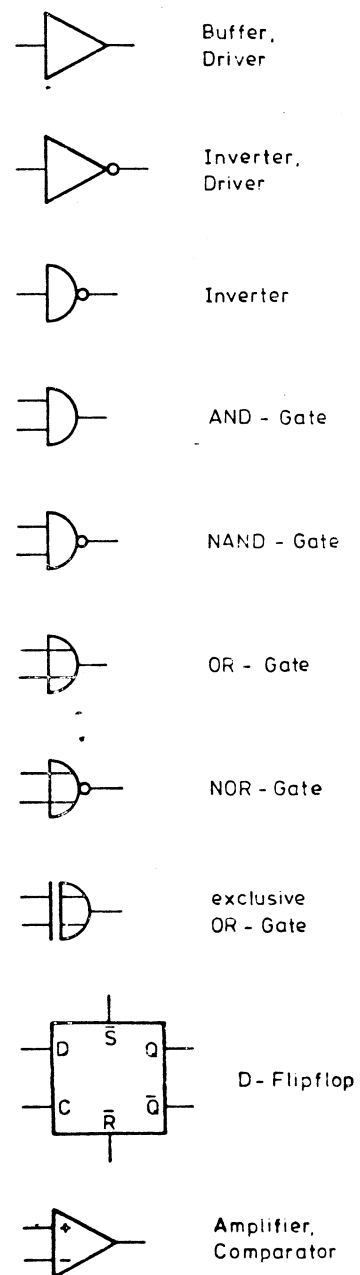 Buffer,
Driver
Inverter,
Driver
Inverter
AND - Gate
NAND - Gate
OR - Gate
NOR - Gate
exclusive
OR - Gate
S̅
D Q
D - Flipflop
C Q̅
R̅
+
Amplifier,
-
Comparator